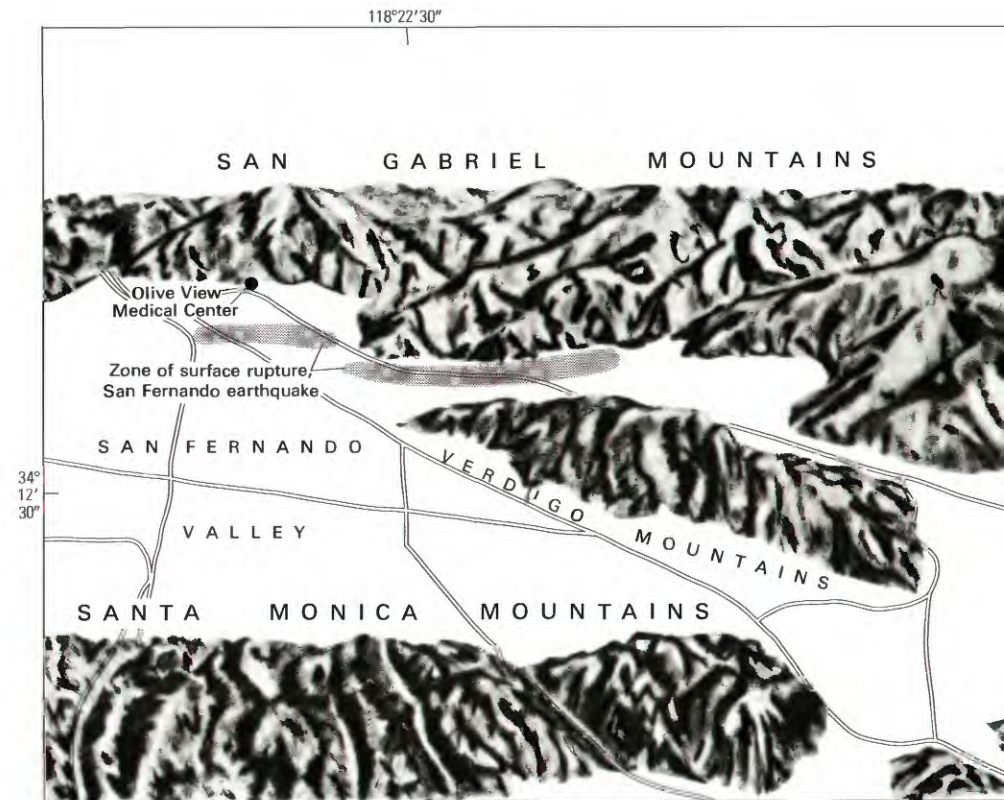 118°22′30″
SAN GABRIEL MOUNTAINS
Olive View
Medical Center
Zone of surface rupture,
San Fernando earthquake
SAN FERNANDO
VALLEY
34°
12′
30″
VERDIGO MOUNTAINS
SANTA MONICA MOUNTAINS